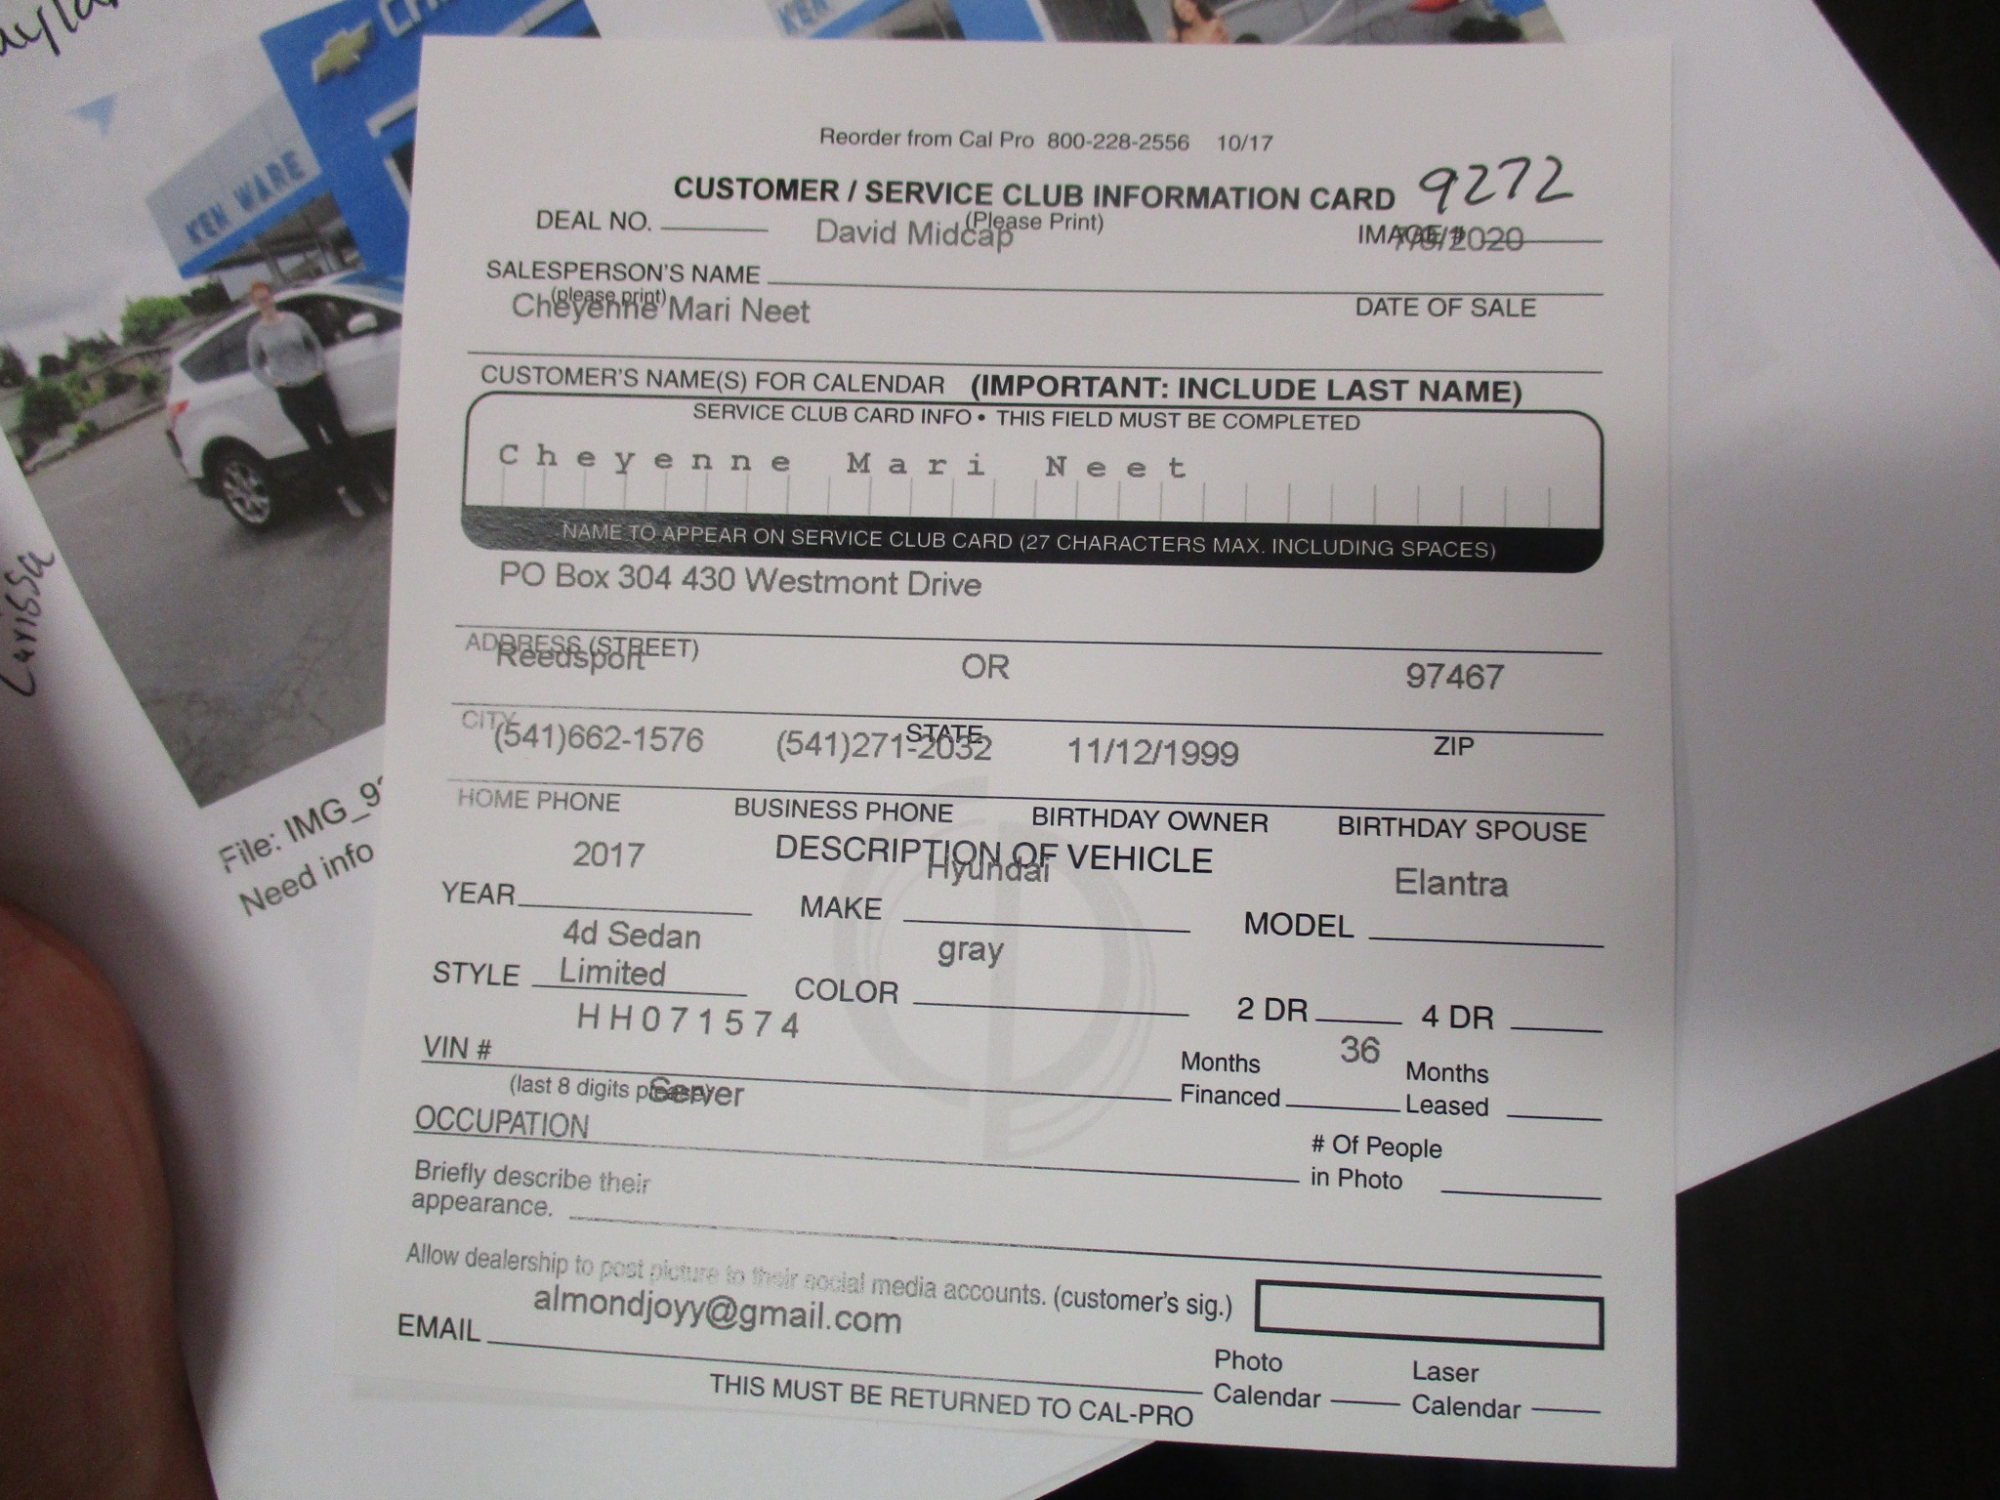 CH
KEN
KEN WARE
Carissa
File: IMG_9
Need info
Reorder from Cal Pro 800-228-2556 10/17
CUSTOMER / SERVICE CLUB INFORMATION CARD 9272
DEAL NO. David Midcap (Please Print) IMAGE # /2020
SALESPERSON'S NAME
(please print) Cheyenne Mari Neet DATE OF SALE
CUSTOMER'S NAME(S) FOR CALENDAR (IMPORTANT: INCLUDE LAST NAME)
SERVICE CLUB CARD INFO • THIS FIELD MUST BE COMPLETED
Cheyenne Mari Neet
NAME TO APPEAR ON SERVICE CLUB CARD (27 CHARACTERS MAX. INCLUDING SPACES)
PO Box 304 430 Westmont Drive
ADDRESS (STREET)
Reedsport OR 97467
CITY STATE ZIP
(541)662-1576 (541)271-2032 11/12/1999
HOME PHONE BUSINESS PHONE BIRTHDAY OWNER BIRTHDAY SPOUSE
DESCRIPTION OF VEHICLE
2017 Hyundai Elantra
YEAR MAKE MODEL
4d Sedan gray
STYLE Limited COLOR 2 DR 4 DR
HH071574 36
VIN # Months Financed Months Leased
(last 8 digits please) Server
OCCUPATION # Of People in Photo
Briefly describe their
appearance.
Allow dealership to post picture to their social media accounts. (customer's sig.)
almondjoyy@gmail.com
EMAIL Photo Calendar Laser Calendar
THIS MUST BE RETURNED TO CAL-PRO